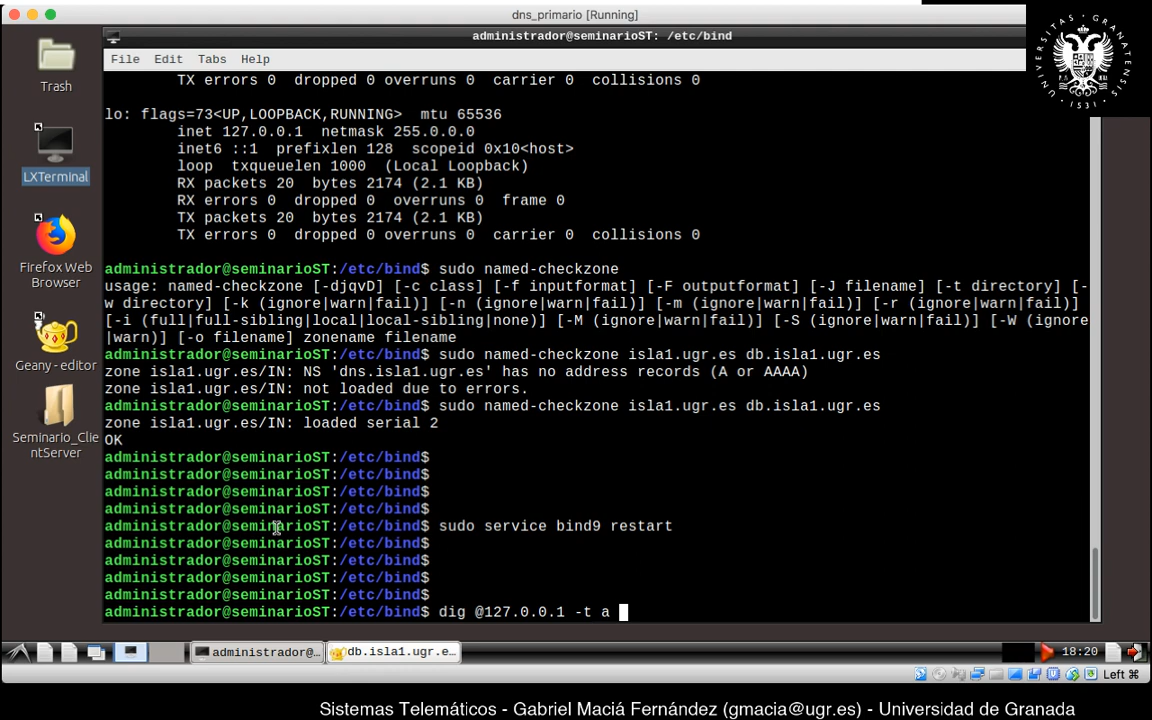 dns_primario [Running]
administrador@seminarioST: /etc/bind
UNIVERSITAS GRANATENSIS
1531
File Edit Tabs Help
TX errors 0 dropped 0 overruns 0 carrier 0 collisions 0
lo: flags=73<UP,LOOPBACK,RUNNING> mtu 65536
inet 127.0.0.1 netmask 255.0.0.0
inet6 ::1 prefixlen 128 scopeid 0x10<host>
loop txqueuelen 1000 (Local Loopback)
RX packets 20 bytes 2174 (2.1 KB)
RX errors 0 dropped 0 overruns 0 frame 0
TX packets 20 bytes 2174 (2.1 KB)
TX errors 0 dropped 0 overruns 0 carrier 0 collisions 0
administrador@seminarioST:/etc/bind$ sudo named-checkzone
usage: named-checkzone [-djqvD] [-c class] [-f inputformat] [-F outputformat] [-J filename] [-t directory] [-
w directory] [-k (ignore|warn|fail)] [-n (ignore|warn|fail)] [-m (ignore|warn|fail)] [-r (ignore|warn|fail)]
[-i (full|full-sibling|local|local-sibling|none)] [-M (ignore|warn|fail)] [-S (ignore|warn|fail)] [-W (ignore
|warn)] [-o filename] zonename filename
administrador@seminarioST:/etc/bind$ sudo named-checkzone isla1.ugr.es db.isla1.ugr.es
zone isla1.ugr.es/IN: NS 'dns.isla1.ugr.es' has no address records (A or AAAA)
zone isla1.ugr.es/IN: not loaded due to errors.
administrador@seminarioST:/etc/bind$ sudo named-checkzone isla1.ugr.es db.isla1.ugr.es
zone isla1.ugr.es/IN: loaded serial 2
OK
administrador@seminarioST:/etc/bind$
administrador@seminarioST:/etc/bind$
administrador@seminarioST:/etc/bind$
administrador@seminarioST:/etc/bind$
administrador@seminarioST:/etc/bind$ sudo service bind9 restart
administrador@seminarioST:/etc/bind$
administrador@seminarioST:/etc/bind$
administrador@seminarioST:/etc/bind$
administrador@seminarioST:/etc/bind$
administrador@seminarioST:/etc/bind$ dig @127.0.0.1 -t a
Trash
LXTerminal
Firefox Web
Browser
Geany - editor
Seminario_Clie
ntServer
administrador@...
db.isla1.ugr.e...
18:20
Left ⌘
Sistemas Telemáticos - Gabriel Maciá Fernández (gmacia@ugr.es) - Universidad de Granada